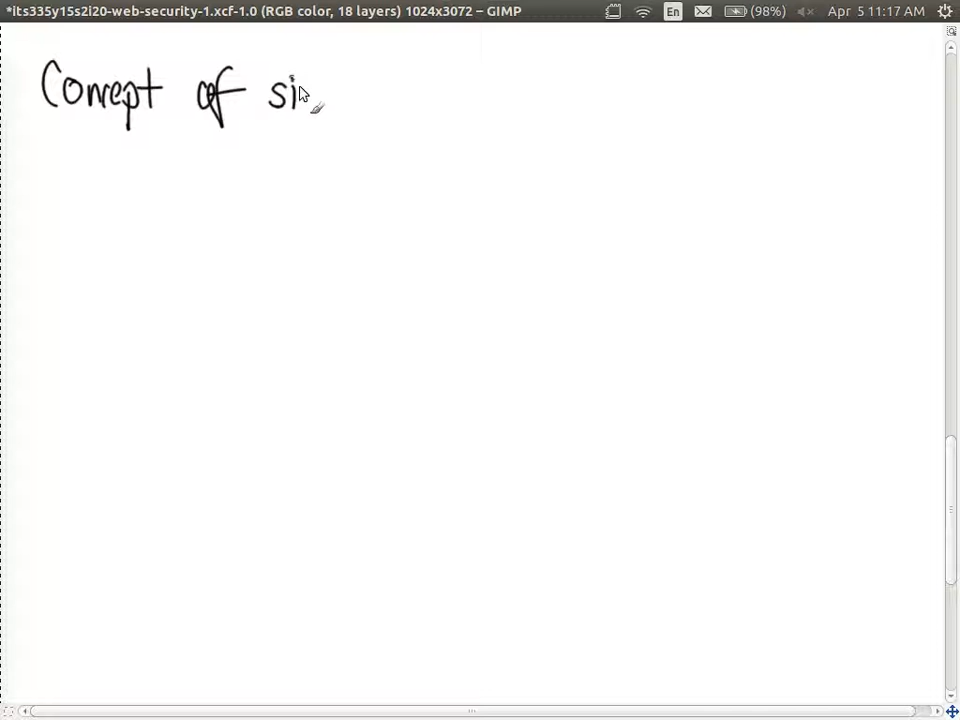 *its335y15s2i20-web-security-1.xcf-1.0 (RGB color, 18 layers) 1024x3072 – GIMP En (98%) Apr 5 11:17 AM
Concept of si